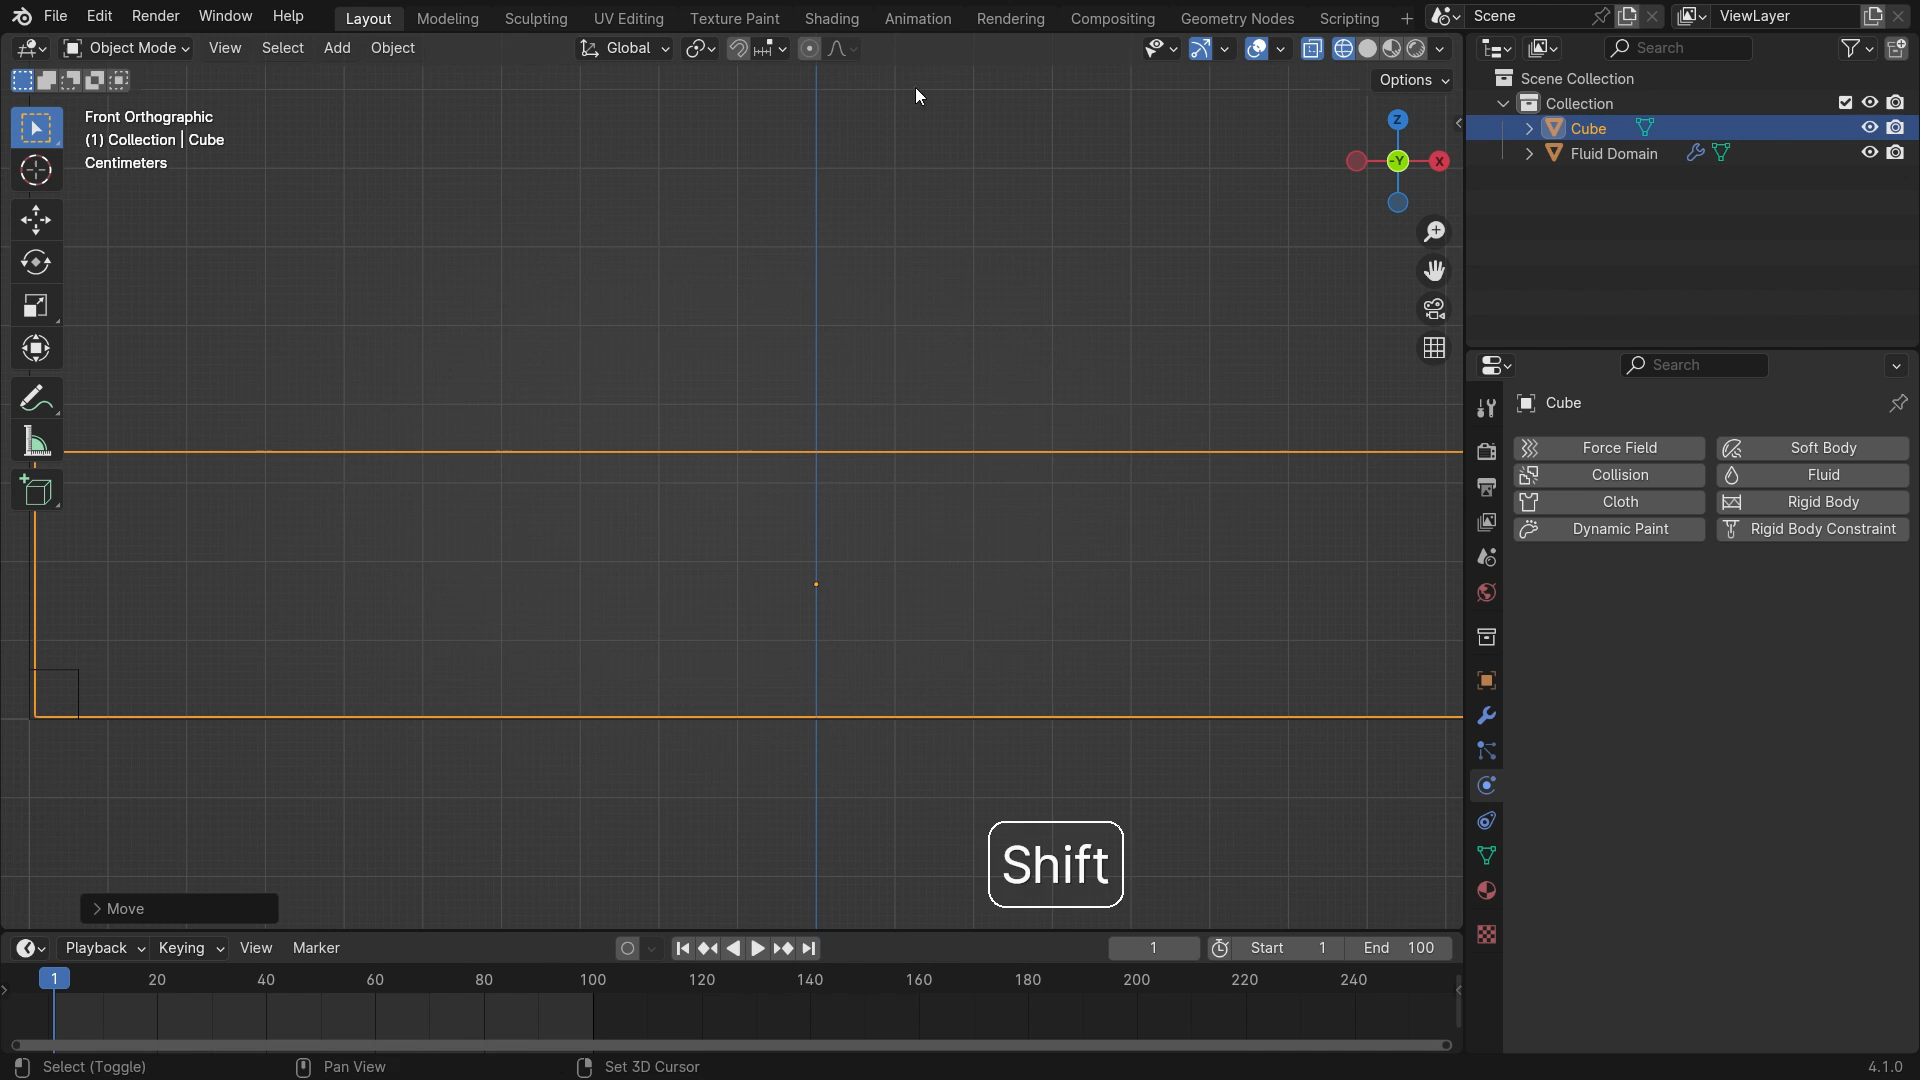 File Edit Render Window Help Layout Modeling Sculpting UV Editing Texture Paint Shading Animation Rendering Compositing Geometry Nodes Scripting Scene ViewLayer
Object Mode View Select Add Object Global Search
Options
Front Orthographic
(1) Collection | Cube
Centimeters
Z
-Y
X
Scene Collection
Collection
Cube
Fluid Domain
Search
Cube
Force Field Soft Body
Collision Fluid
Cloth Rigid Body
Dynamic Paint Rigid Body Constraint
Shift
Move
Playback Keying View Marker 1 Start 1 End 100
1 20 40 60 80 100 120 140 160 180 200 220 240
Select (Toggle) Pan View Set 3D Cursor 4.1.0